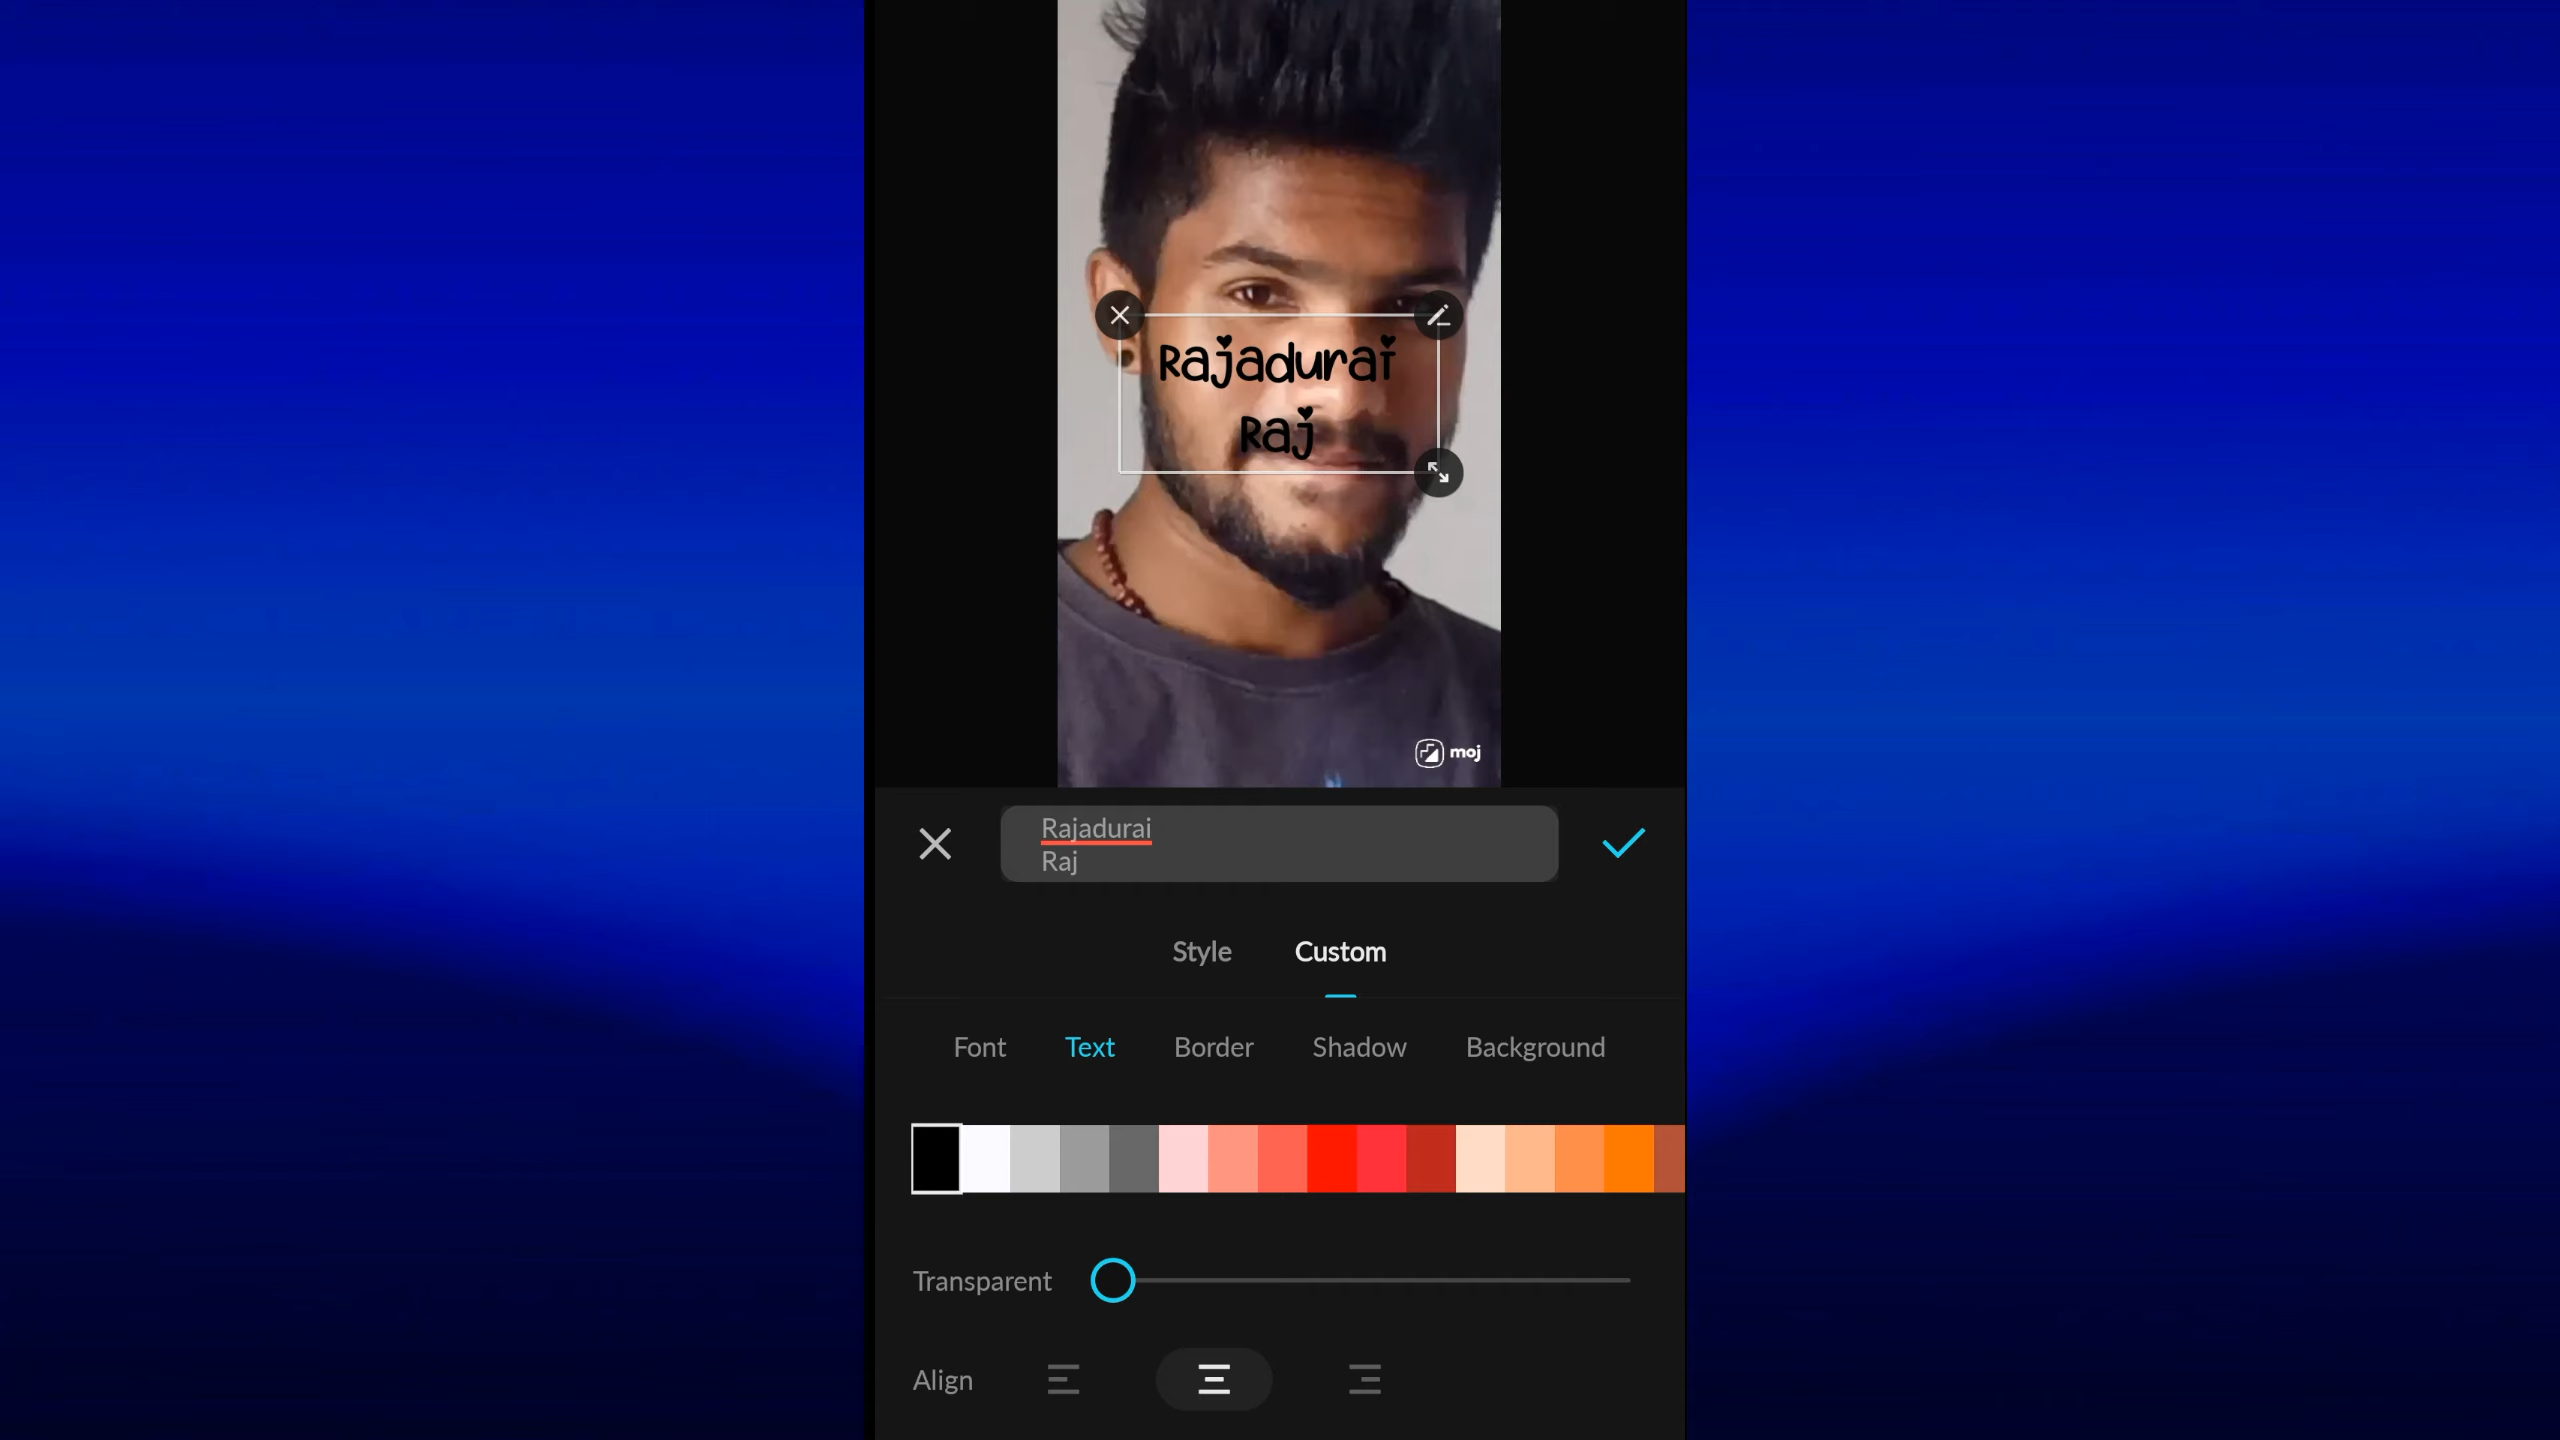 Rajadurai
Raj
moj
Rajadurai
Raj
Style Custom
Font Text Border Shadow Background
Transparent
Align